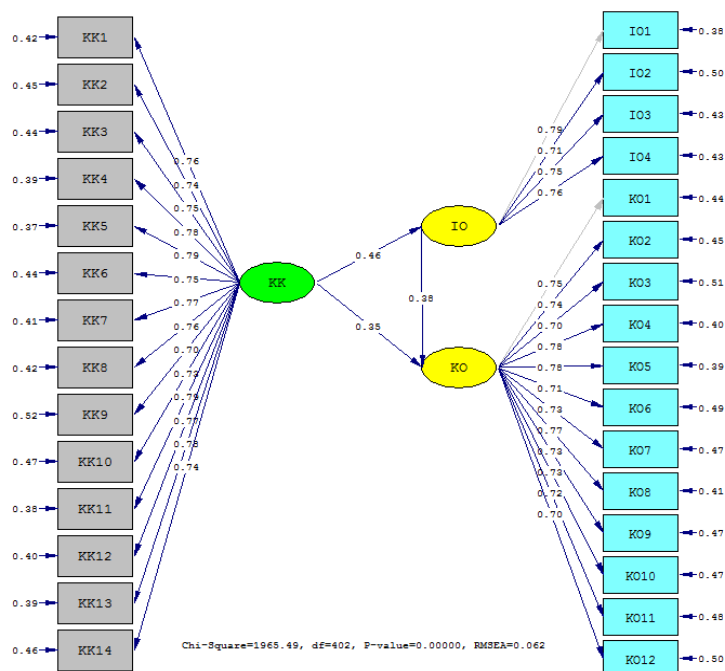 0.42 KK1
0.45 KK2
0.44 KK3
0.39 KK4
0.37 KK5
0.44 KK6
0.41 KK7
0.42 KK8
0.52 KK9
0.47 KK10
0.38 KK11
0.40 KK12
0.39 KK13
0.46 KK14
0.76
0.74
0.75
0.78
0.79
0.75
0.77
0.76
0.70
0.73
0.79
0.77
0.78
0.74
KK
0.46
0.35
IO
0.38
KO
0.79
0.71
0.75
0.76
0.75
0.74
0.70
0.78
0.78
0.71
0.73
0.77
0.73
0.73
0.72
0.70
IO1 0.38
IO2 0.50
IO3 0.43
IO4 0.43
KO1 0.44
KO2 0.45
KO3 0.51
KO4 0.40
KO5 0.39
KO6 0.49
KO7 0.47
KO8 0.41
KO9 0.47
KO10 0.47
KO11 0.48
KO12 0.50
Chi-Square=1965.49, df=402, P-value=0.00000, RMSEA=0.062